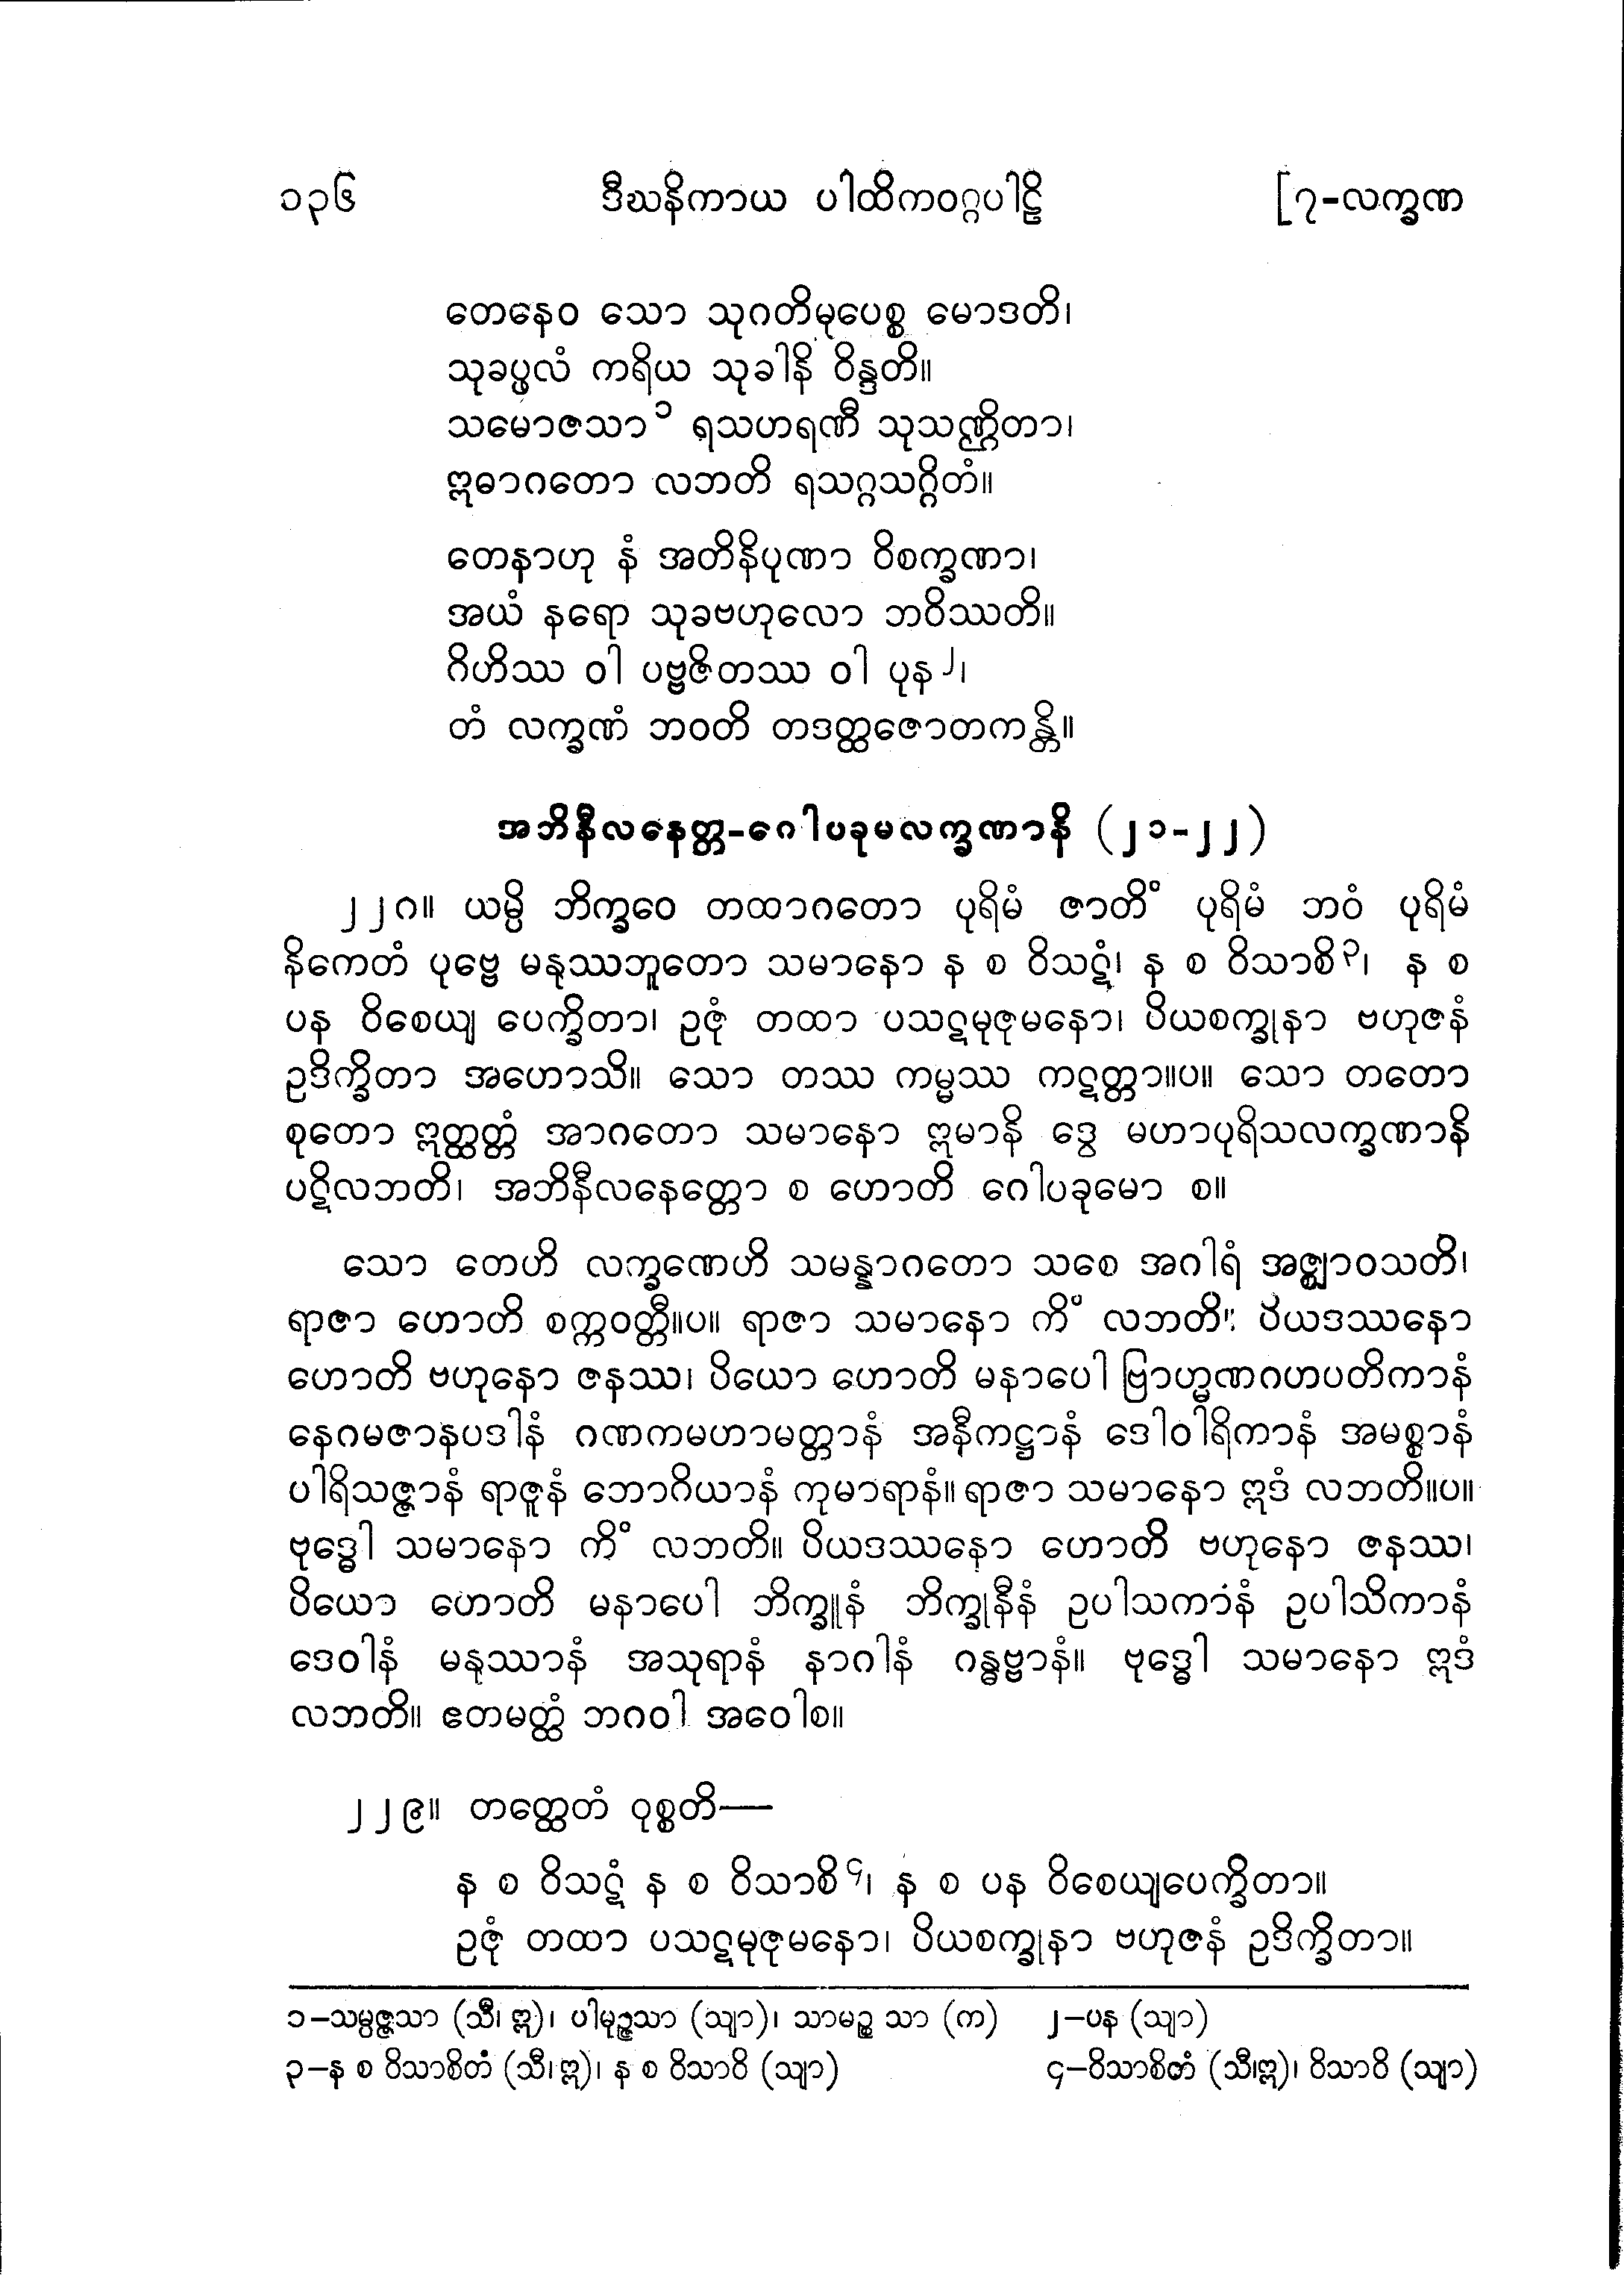 ၁၃၆ ဒီဃနိကာယ ပါထိကဝဂ္ဂပါဠိ [၇-လက္ခဏ
တေနေဝ သော သုဂတိမုပေစ္စ မောဒတိ၊
သုခပ္ဖလံ ကရိယ သုခါနိ ဝိန္ဒတိ။
သမောဇသာ၁ ရသဟရဏီ သုသဏ္ဌိတာ၊
ဣဓာဂတော လဘတိ ရသဂ္ဂသဂ္ဂိတံ။
တေနာဟု နံ အတိနိပုဏာ ဝိစက္ခဏာ၊
အယံ နရော သုခဗဟုလော ဘဝိဿတိ။
ဂိဟိဿ ဝါ ပဗ္ဗဇိတဿ ဝါ ပုန၂၊
တံ လက္ခဏံ ဘဝတိ တဒတ္ထဇောတကန္တိ။
အဘိနီလနေတ္တ-ဂေါပခုမလက္ခဏာနိ (၂၁-၂၂)
၂၂၈။ ယမ္ပိ ဘိက္ခဝေ တထာဂတော ပုရိမံ ဇာတိံ ပုရိမံ ဘဝံ ပုရိမံ
နိကေတံ ပုဗ္ဗေ မနုဿဘူတော သမာနော န စ ဝိသဋံ၊ န စ ဝိသာစိ၃၊ န စ
ပန ဝိစေယျ ပေက္ခိတာ၊ ဥဇုံ တထာ ပသဋမုဇုမနော၊ ပိယစက္ခုနာ ဗဟုဇနံ
ဥဒိက္ခိတာ အဟောသိ။ သော တဿ ကမ္မဿ ကဋတ္တာ။ပ။ သော တတော
စုတော ဣတ္ထတ္တံ အာဂတော သမာနော ဣမာနိ ဒွေ မဟာပုရိသလက္ခဏာနိ
ပဋိလဘတိ၊ အဘိနီလနေတ္တော စ ဟောတိ ဂေါပခုမော စ။
သော တေဟိ လက္ခဏေဟိ သမန္နာဂတော သစေ အဂါရံ အဇ္ဈာဝသတိ၊
ရာဇာ ဟောတိ စက္ကဝတ္တီ။ပ။ ရာဇာ သမာနော ကိံ လဘတိ။ ပိယဒဿနော
ဟောတိ ဗဟုနော ဇနဿ၊ ပိယော ဟောတိ မနာပေါ ဗြာဟ္မဏဂဟပတိကာနံ
နေဂမဇာနပဒါနံ ဂဏကမဟာမတ္တာနံ အနီကဋ္ဌာနံ ဒေါဝါရိကာနံ အမစ္စာနံ
ပါရိသဇ္ဇာနံ ရာဇူနံ ဘောဂိယာနံ ကုမာရာနံ။ ရာဇာ သမာနော ဣဒံ လဘတိ။ပ။
ဗုဒ္ဓေါ သမာနော ကိံ လဘတိ။ ပိယဒဿနော ဟောတိ ဗဟုနော ဇနဿ၊
ပိယော ဟောတိ မနာပေါ ဘိက္ခူနံ ဘိက္ခုနီနံ ဥပါသကာနံ ဥပါသိကာနံ
ဒေဝါနံ မနုဿာနံ အသုရာနံ နာဂါနံ ဂန္ဓဗ္ဗာနံ။ ဗုဒ္ဓေါ သမာနော ဣဒံ
လဘတိ။ ဧတမတ္ထံ ဘဂဝါ အဝေါစ။
၂၂၉။ တတ္ထေတံ ဝုစ္စတိ—
န စ ဝိသဋံ န စ ဝိသာစိ၄၊ န စ ပန ဝိစေယျပေက္ခိတာ။
ဥဇုံ တထာ ပသဋမုဇုမနော၊ ပိယစက္ခုနာ ဗဟုဇနံ ဥဒိက္ခိတာ။
၁-သမ္ပဇ္ဇသာ (သီ၊ ဣ)၊ ပါမုဉ္ဇသာ (သျာ)၊ သာမဉ္စ သာ (က) ၂-ပန (သျာ)
၃-န စ ဝိသာစိတံ (သီ၊ဣ)၊ န စ ဝိသာဝိ (သျာ) ၄-ဝိသာစိတံ (သီ၊ဣ)၊ ဝိသာဝိ (သျာ)